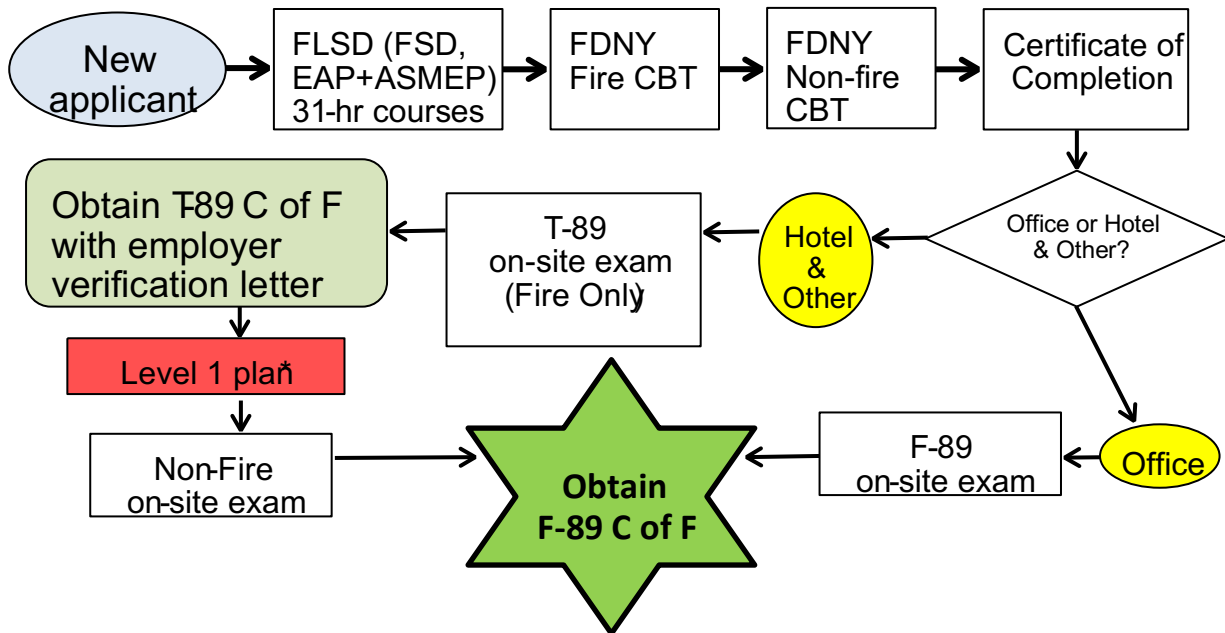 New
applicant
FLSD (FSD,
EAP+ASMEP)
31-hr courses
FDNY
Fire CBT
FDNY
Non-fire
CBT
Certificate of
Completion
Office or Hotel
& Other?
Hotel
&
Other
T-89
on-site exam
(Fire Only)
Obtain T-89 C of F
with employer
verification letter
Level 1 plan*
Non-Fire
on-site exam
Office
F-89
on-site exam
Obtain
F-89 C of F